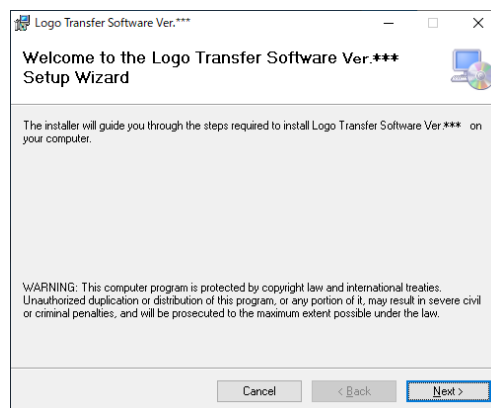 Logo Transfer Software Ver.***
Welcome to the Logo Transfer Software Ver.***
Setup Wizard
The installer will guide you through the steps required to install Logo Transfer Software Ver.*** on
your computer.
WARNING: This computer program is protected by copyright law and international treaties.
Unauthorized duplication or distribution of this program, or any portion of it, may result in severe civil
or criminal penalties, and will be prosecuted to the maximum extent possible under the law.
Cancel
< Back
Next >